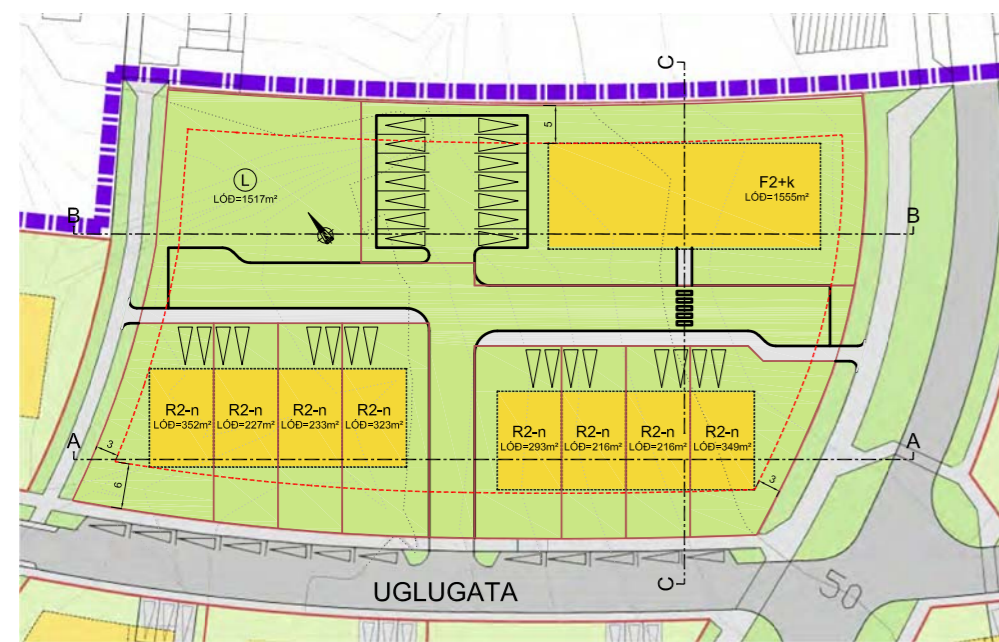 C
5
L
LÓÐ=1517m²
F2+k
LÓÐ=1555m²
B
B
R2-n
LÓÐ=352m²
R2-n
LÓÐ=227m²
R2-n
LÓÐ=233m²
R2-n
LÓÐ=323m²
R2-n
LÓÐ=293m²
R2-n
LÓÐ=216m²
R2-n
LÓÐ=216m²
R2-n
LÓÐ=349m²
A
A
3
6
3
C
UGLUGATA
50